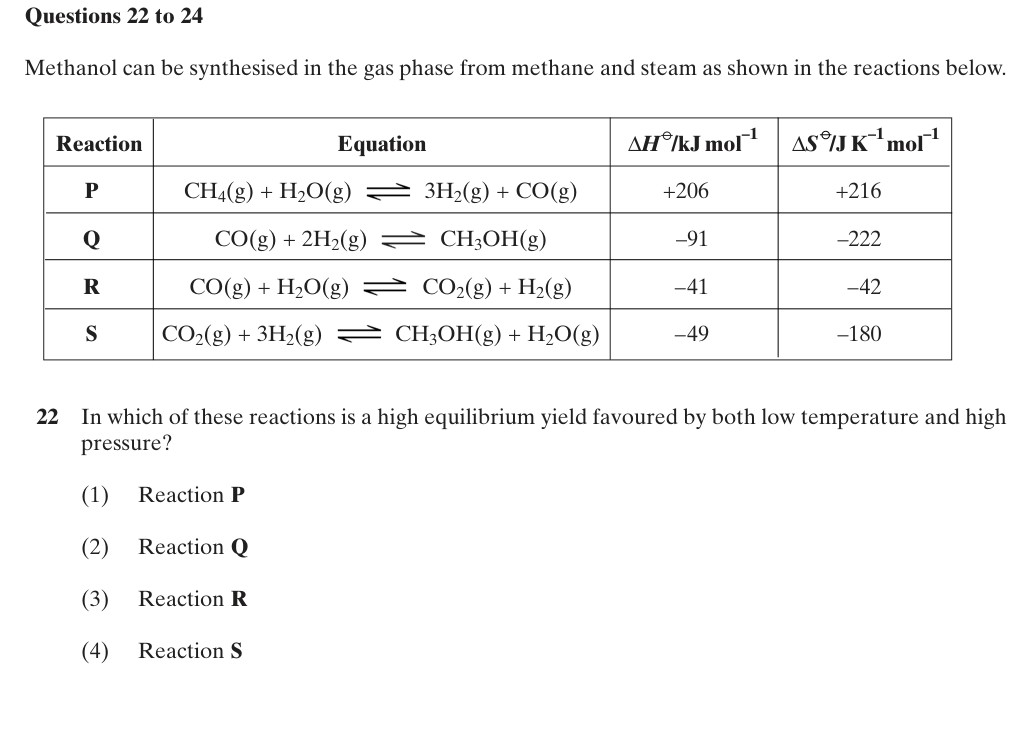 Questions 22 to 24
Methanol can be synthesised in the gas phase from methane and steam as shown in the reactions below.
Reaction Equation ΔH⦵/kJ mol⁻¹ ΔS⦵/J K⁻¹ mol⁻¹
P CH₄(g) + H₂O(g) ⇌ 3H₂(g) + CO(g) +206 +216
Q CO(g) + 2H₂(g) ⇌ CH₃OH(g) –91 –222
R CO(g) + H₂O(g) ⇌ CO₂(g) + H₂(g) –41 –42
S CO₂(g) + 3H₂(g) ⇌ CH₃OH(g) + H₂O(g) –49 –180
22 In which of these reactions is a high equilibrium yield favoured by both low temperature and high
pressure?
(1) Reaction P
(2) Reaction Q
(3) Reaction R
(4) Reaction S